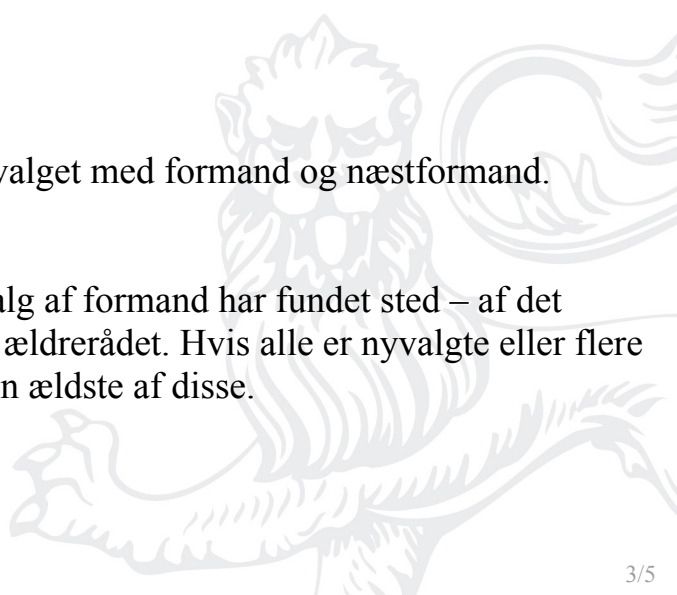 valget med formand og næstformand.
alg af formand har fundet sted – af det
ældrerådet. Hvis alle er nyvalgte eller flere
n ældste af disse.
3/5